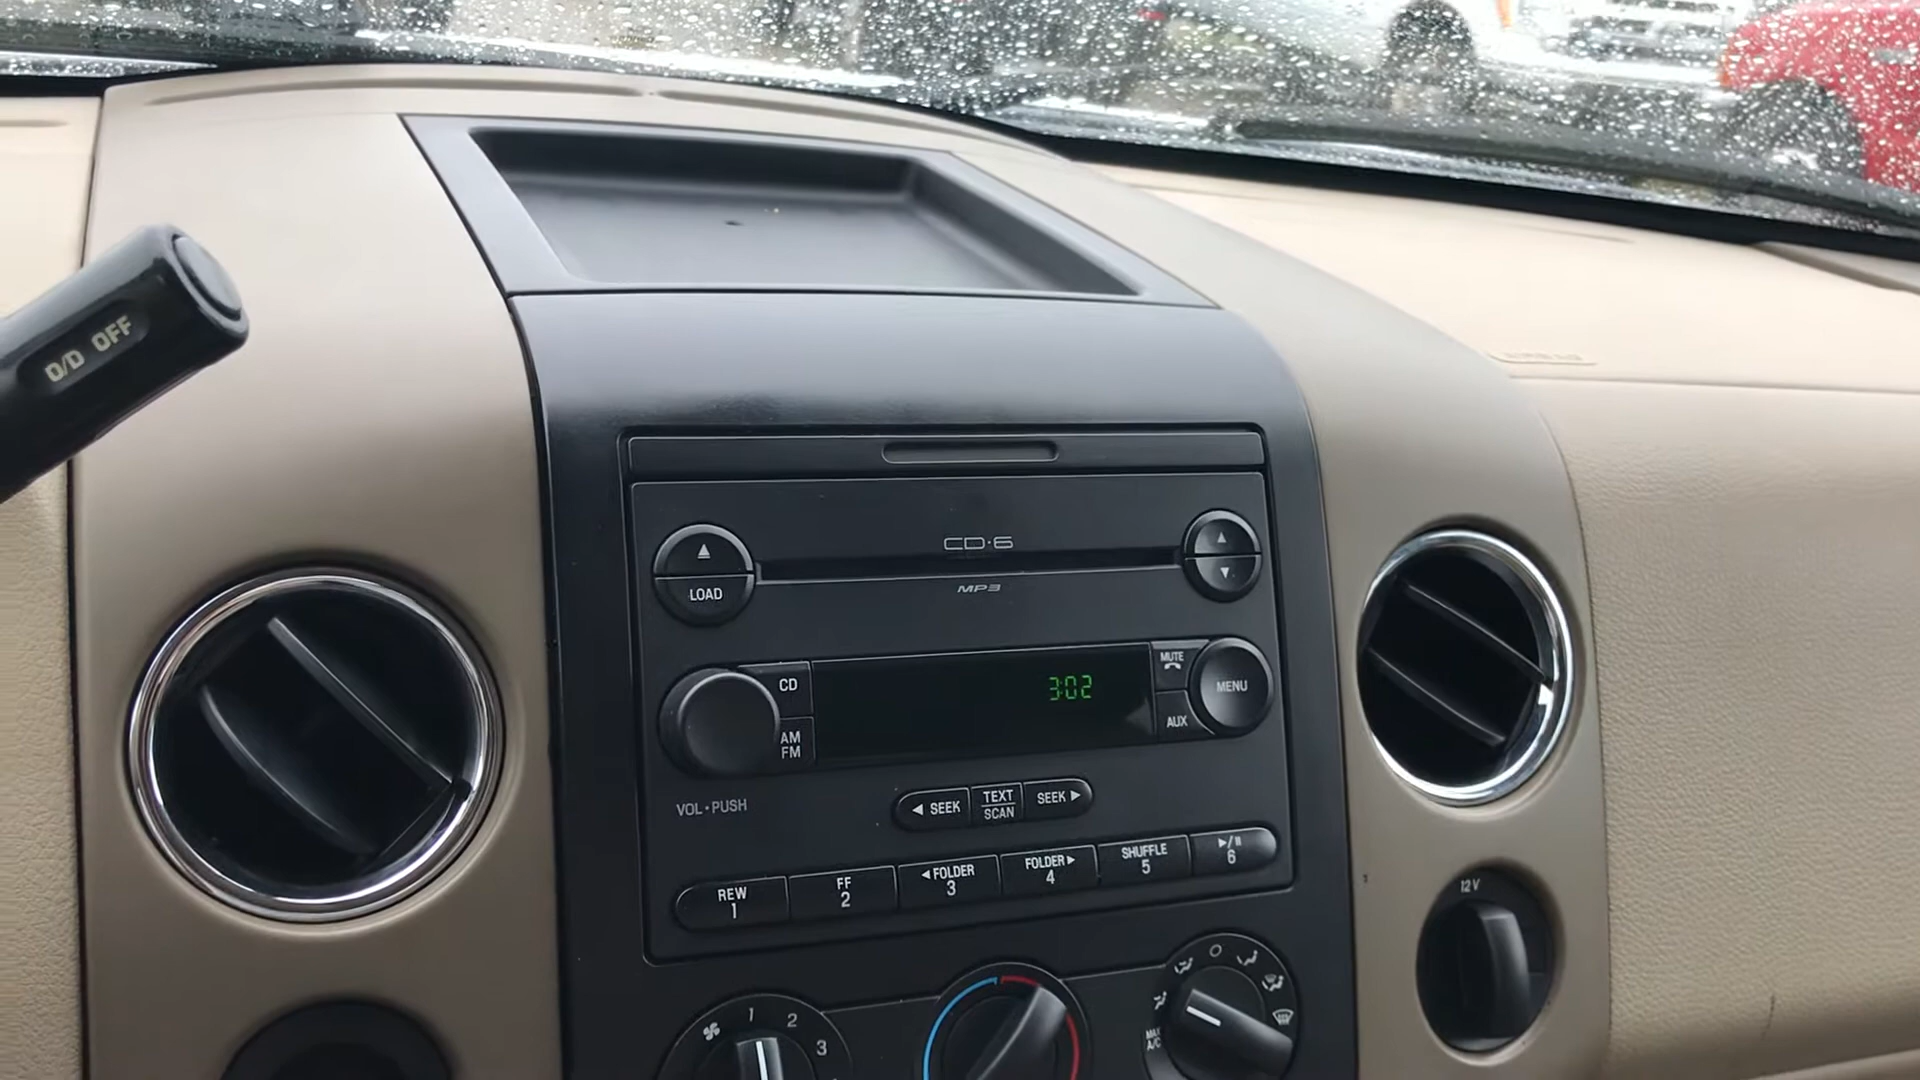 O/D OFF
CD·6
LOAD
MP3
CD
3:02
MUTE
MENU
AM
FM
AUX
VOL • PUSH
SEEK
TEXT
SCAN
SEEK
REW
1
FF
2
FOLDER
3
FOLDER
4
SHUFFLE
5
6
12V
1
2
3
MAX
A/C